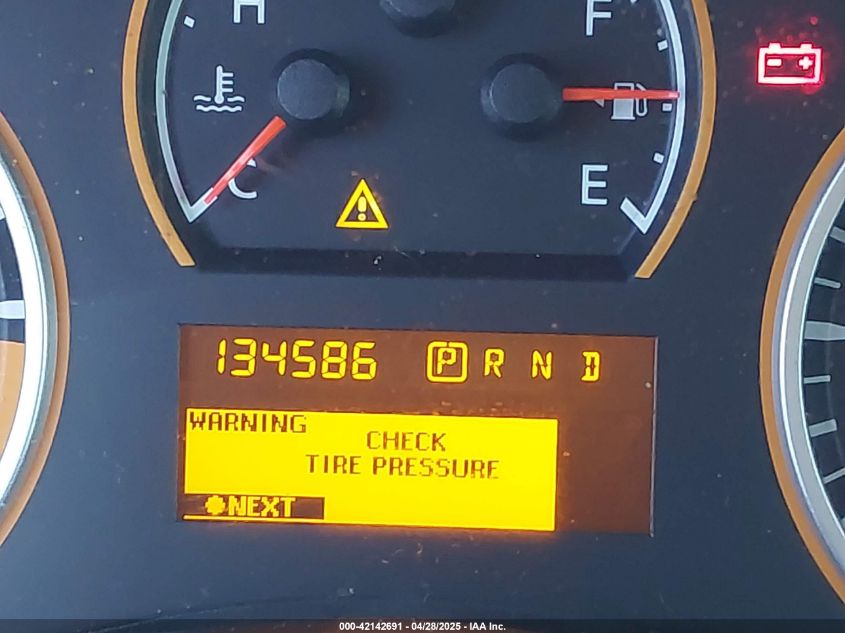 H
F
C
E
134586 P R N D
WARNING
CHECK
TIRE PRESSURE
NEXT
000-42142691 - 04/28/2025 - IAA Inc.